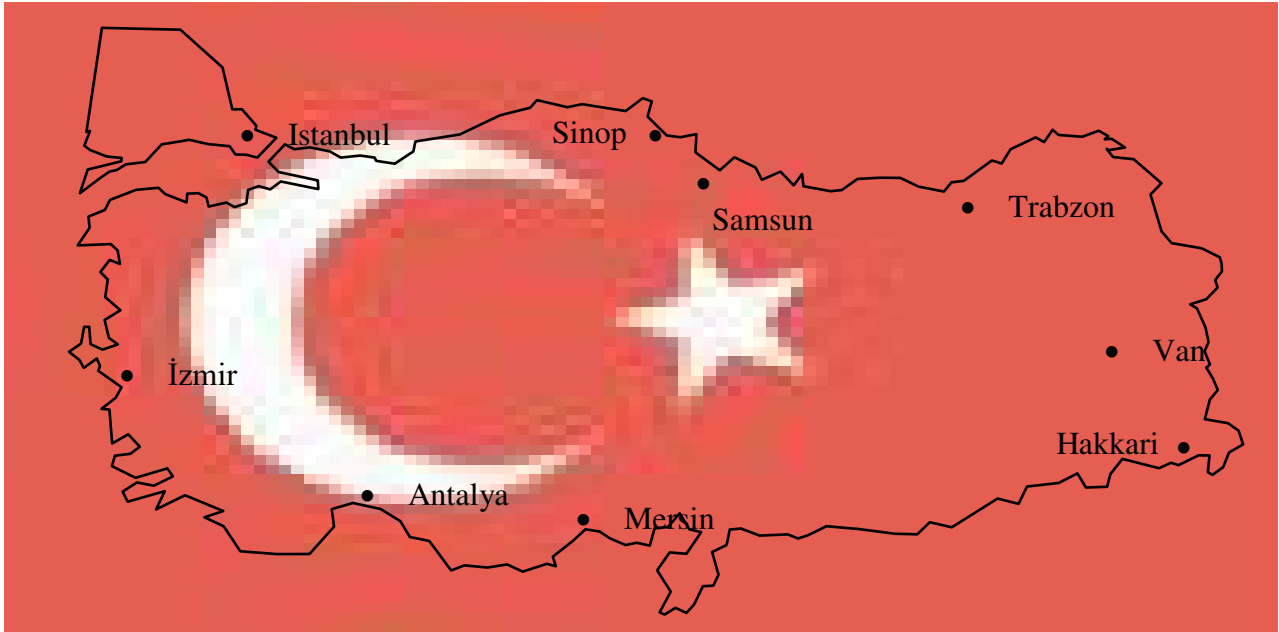 Istanbul
Sinop
Samsun
Trabzon
Van
İzmir
Hakkari
Antalya
Mersin